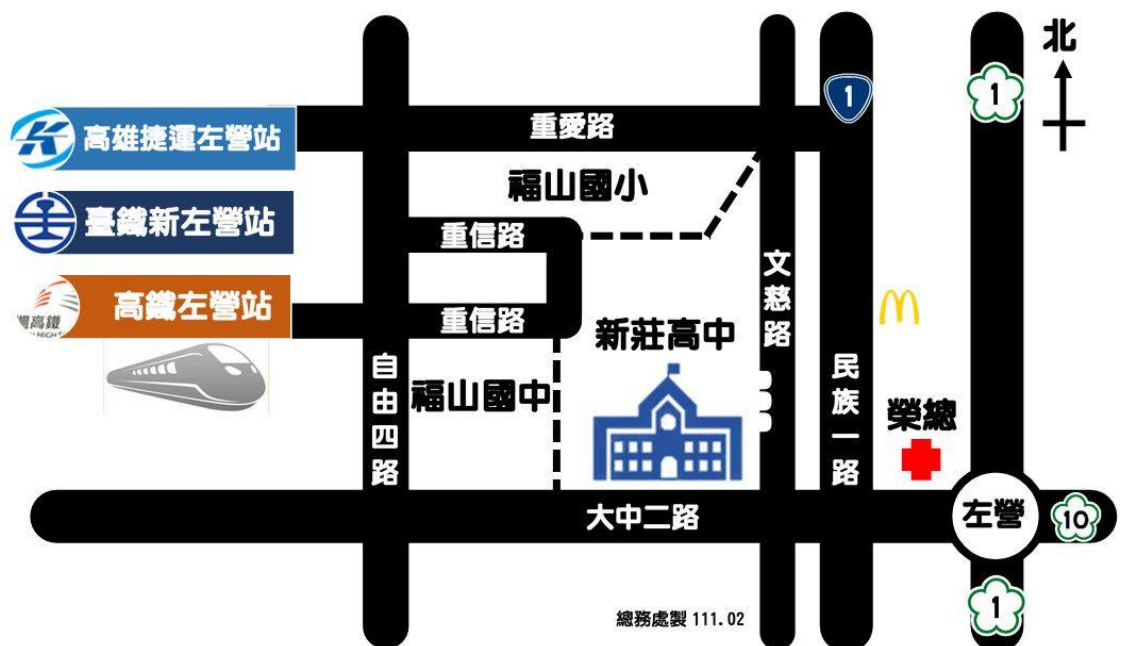 北
1
1
高雄捷運左營站
重愛路
福山國小
臺鐵新左營站
重信路
文慈路
高鐵左營站
重信路
新莊高中
自由四路
福山國中
民族一路
榮總
大中二路
左營
10
1
總務處製 111.02